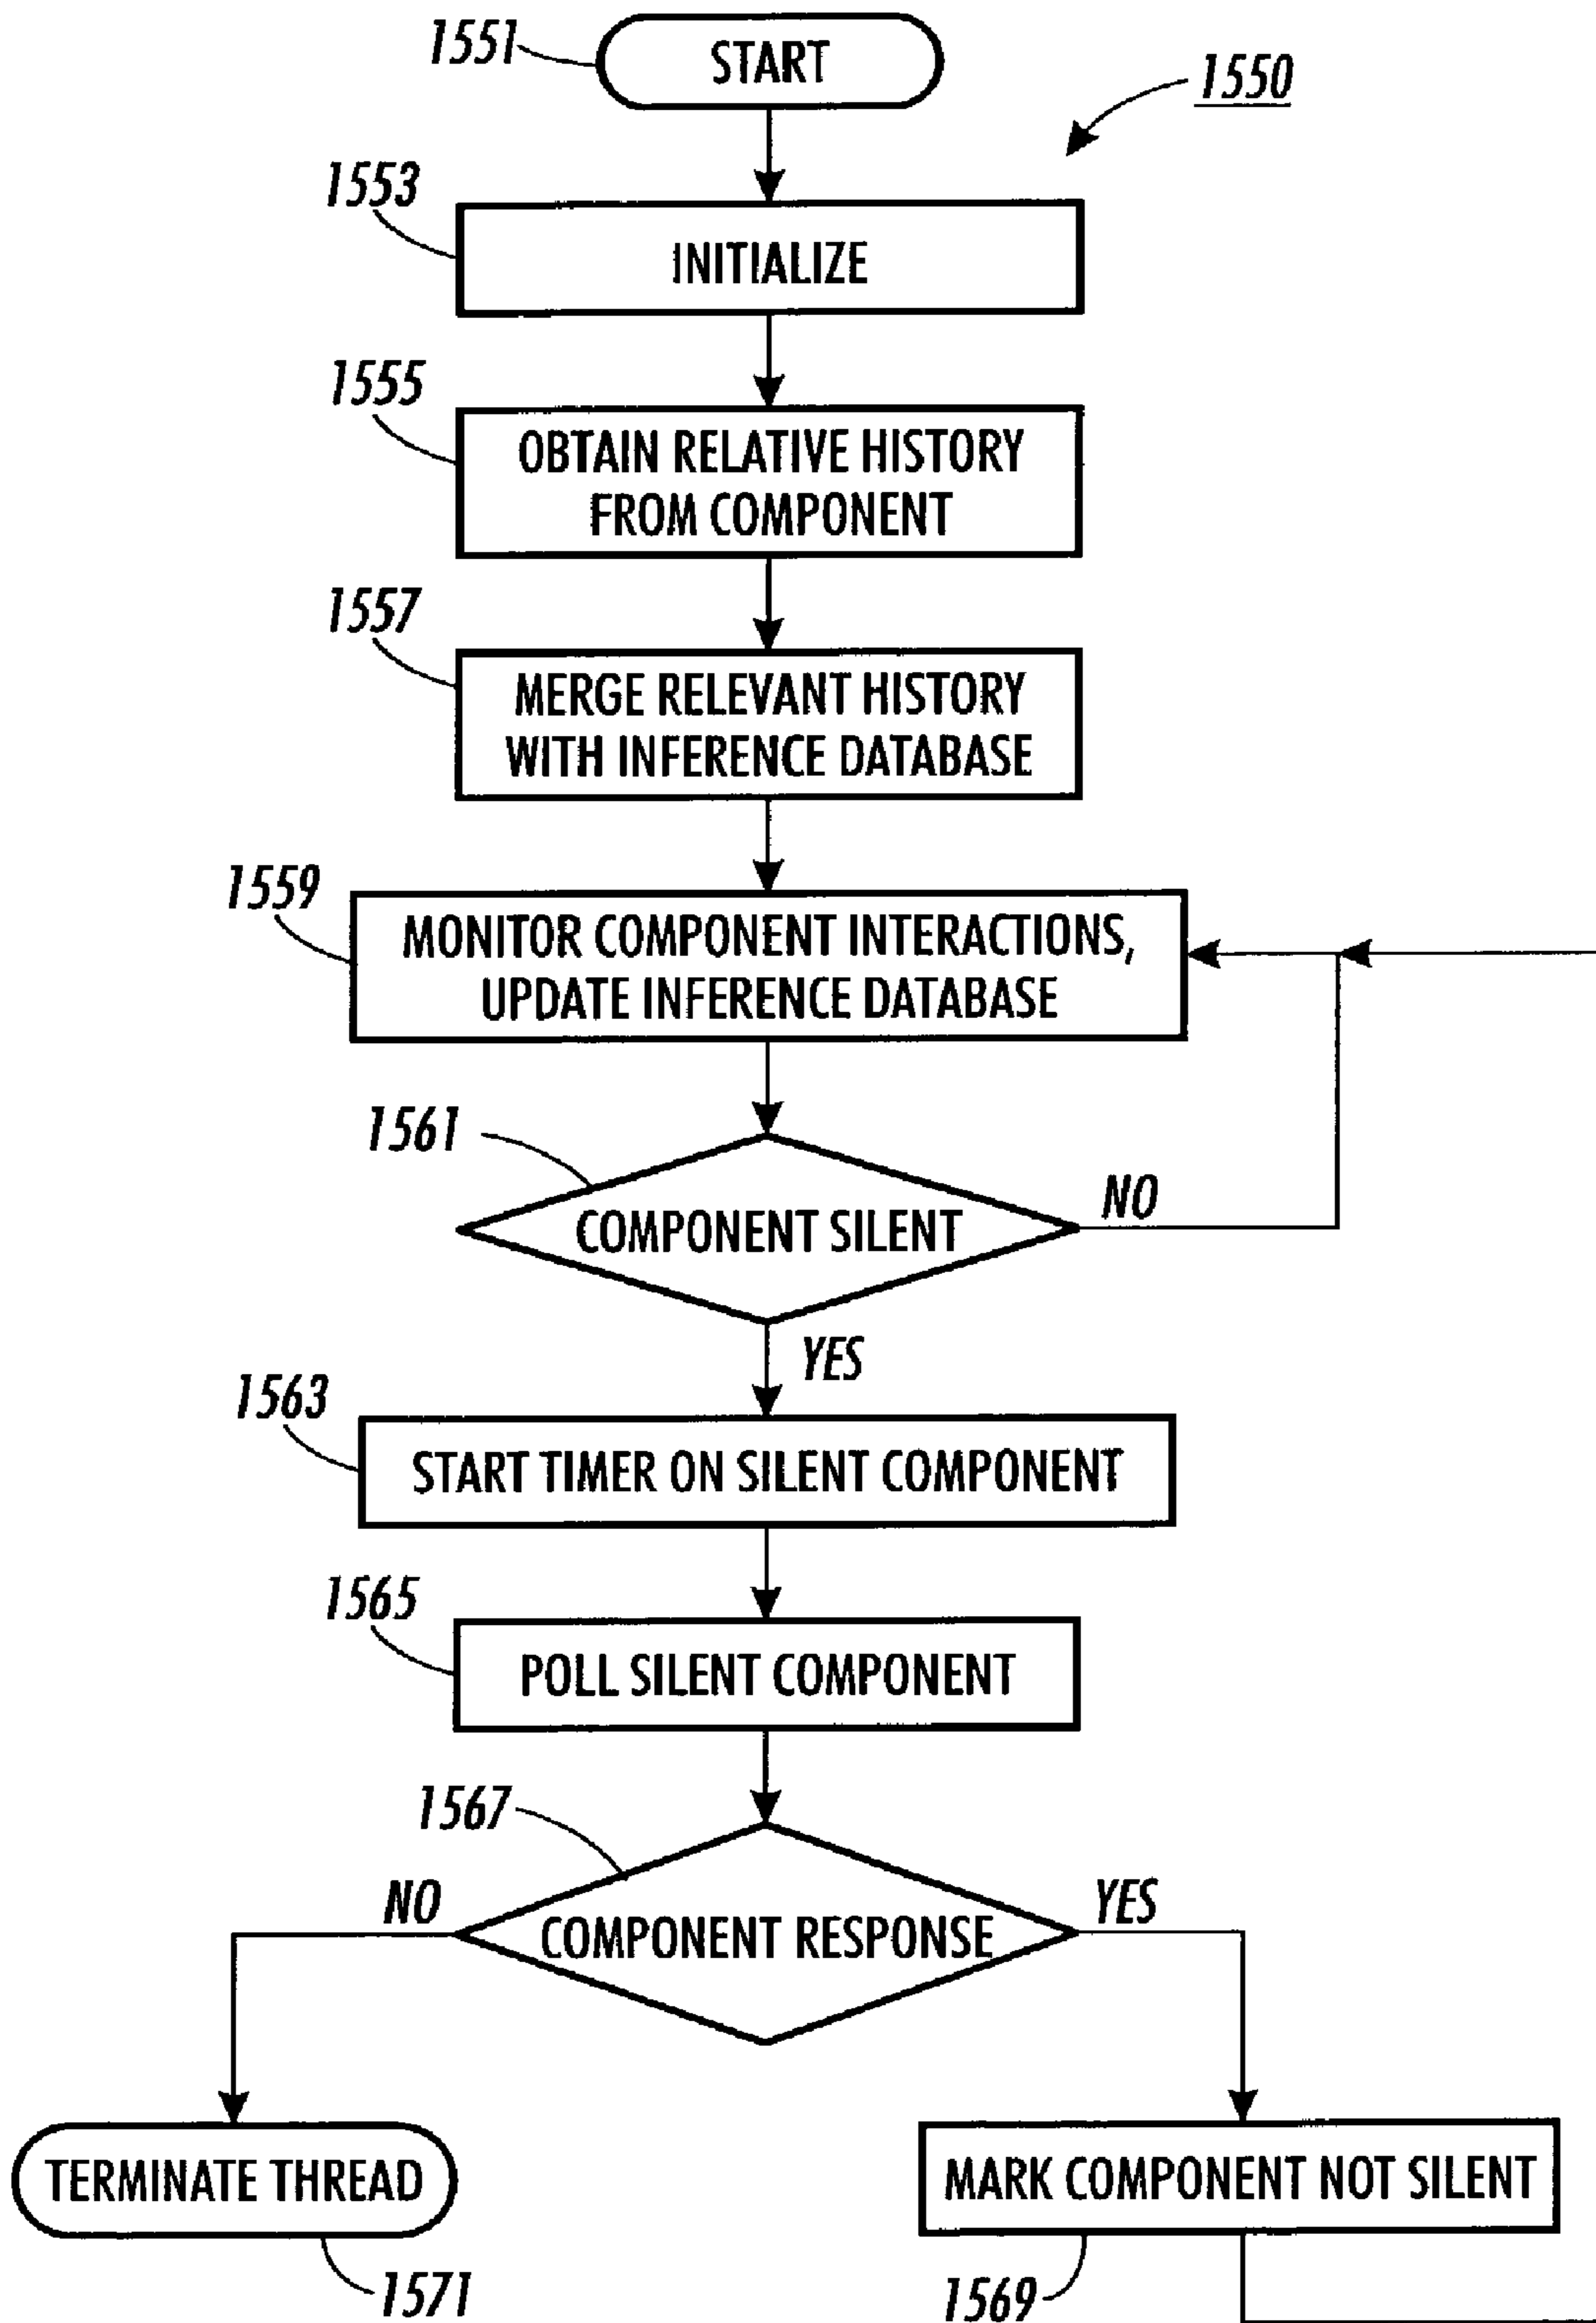 1551
START
1550
1553
INITIALIZE
1555
OBTAIN RELATIVE HISTORY
FROM COMPONENT
1557
MERGE RELEVANT HISTORY
WITH INFERENCE DATABASE
1559
MONITOR COMPONENT INTERACTIONS,
UPDATE INFERENCE DATABASE
1561
COMPONENT SILENT
NO
YES
1563
START TIMER ON SILENT COMPONENT
1565
POLL SILENT COMPONENT
1567
NO
COMPONENT RESPONSE
YES
TERMINATE THREAD
MARK COMPONENT NOT SILENT
1571
1569